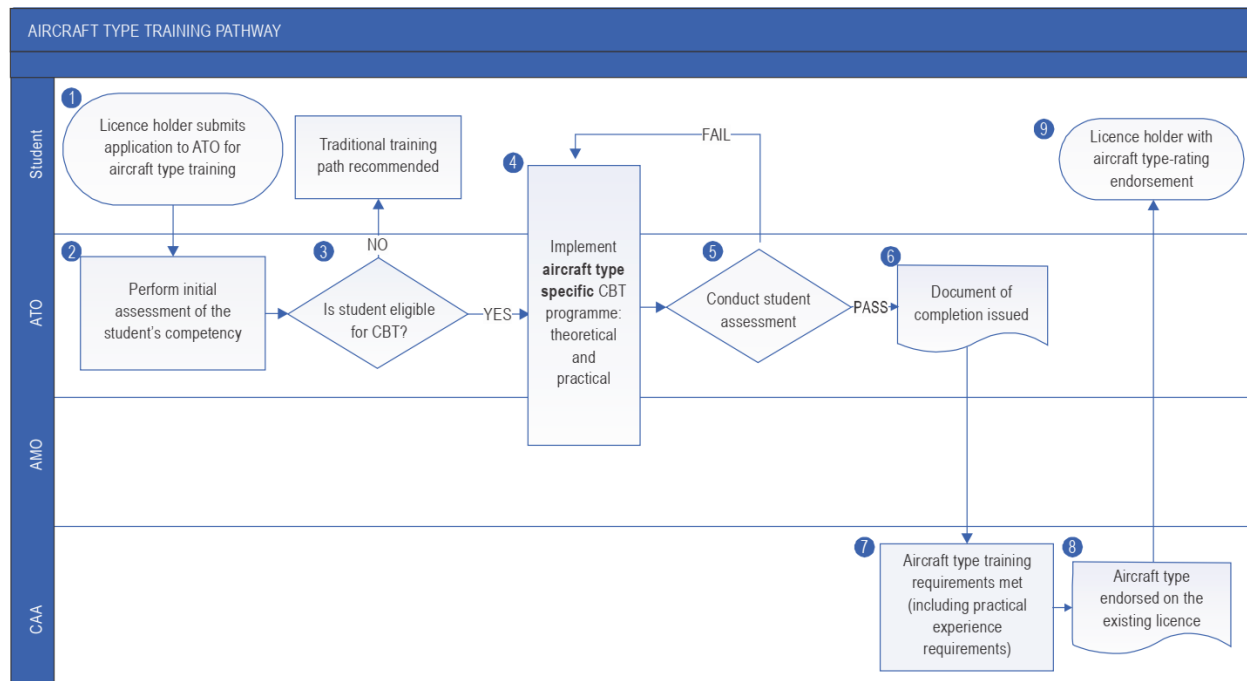 AIRCRAFT TYPE TRAINING PATHWAY
Student
1
Licence holder submits
application to ATO for
aircraft type training
Traditional training
path recommended
FAIL
9
Licence holder with
aircraft type-rating
endorsement
ATO
2
Perform initial
assessment of the
student's competency
3
NO
Is student eligible
for CBT?
YES
4
Implement
aircraft type
specific CBT
programme:
theoretical
and
practical
5
Conduct student
assessment
PASS
6
Document of
completion issued
AMO
CAA
7
Aircraft type training
requirements met
(including practical
experience
requirements)
8
Aircraft type
endorsed on the
existing licence